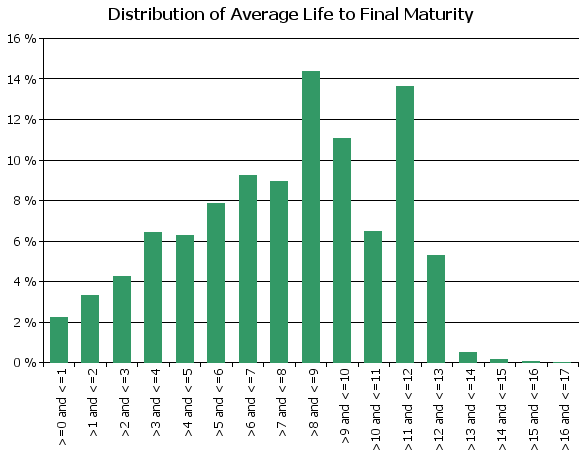 Distribution of Average Life to Final Maturity
16 %
14 %
12 %
10 %
8 %
6 %
4 %
2 %
0 %
>=0 and <=1
>1 and <=2
>2 and <=3
>3 and <=4
>4 and <=5
>5 and <=6
>6 and <=7
>7 and <=8
>8 and <=9
>9 and <=10
>10 and <=11
>11 and <=12
>12 and <=13
>13 and <=14
>14 and <=15
>15 and <=16
>16 and <=17